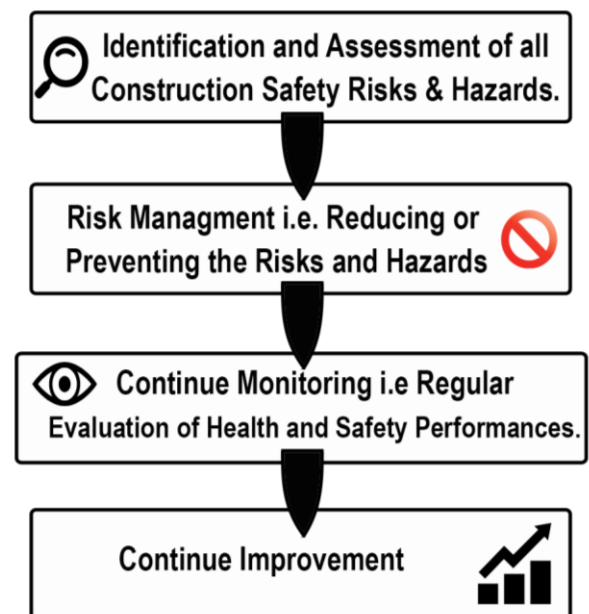 Identification and Assessment of all
Construction Safety Risks & Hazards.
Risk Managment i.e. Reducing or
Preventing the Risks and Hazards
Continue Monitoring i.e Regular
Evaluation of Health and Safety Performances.
Continue Improvement